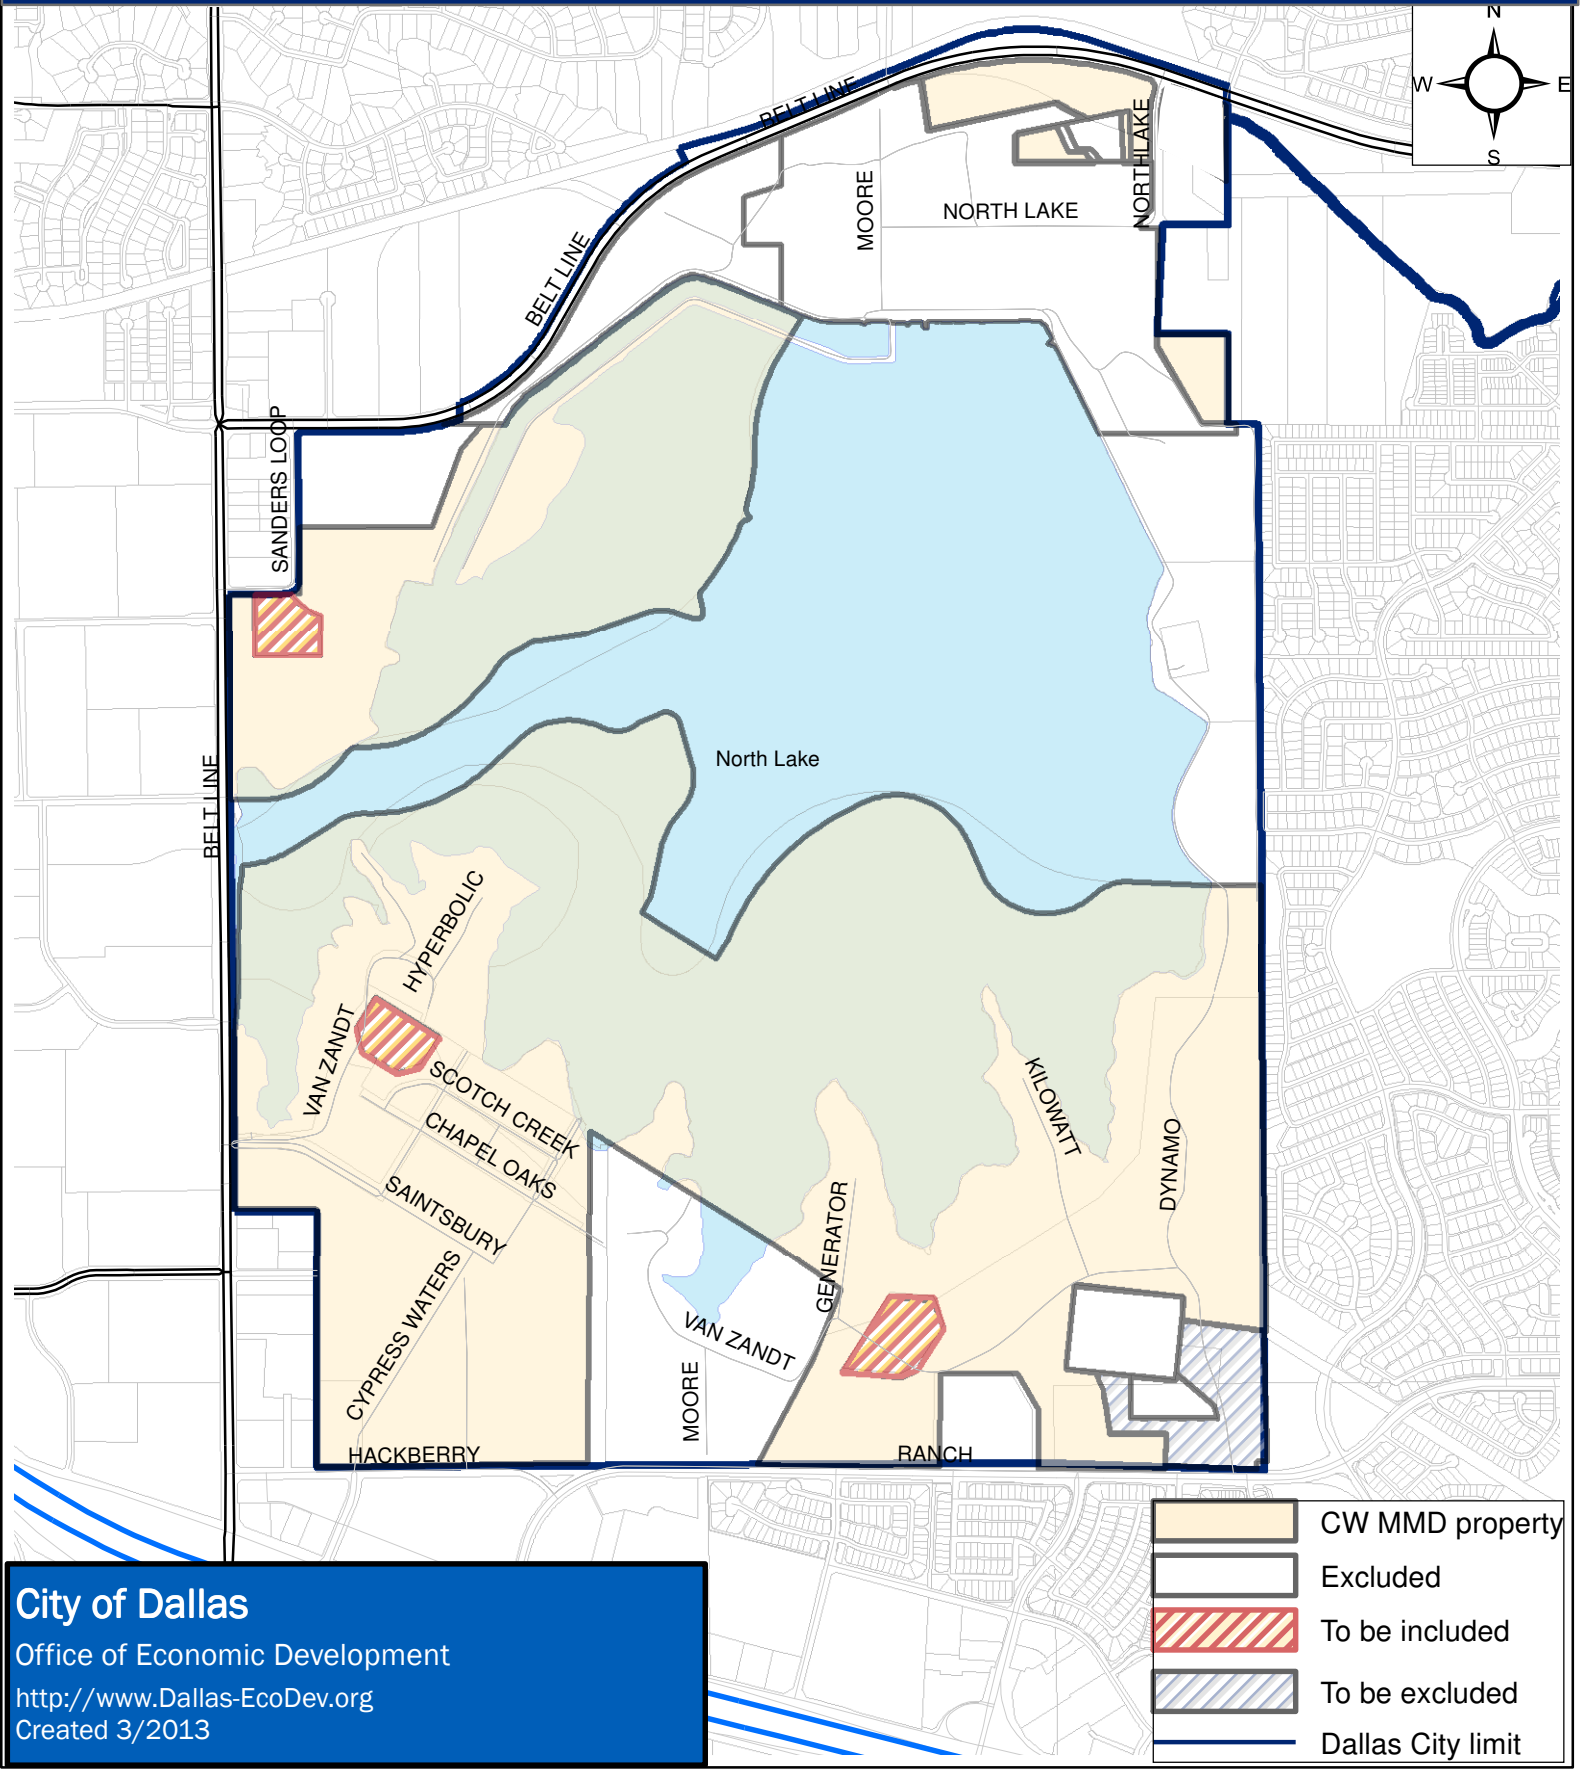 N
W
E
S
BELT LINE
NORTHLAKE
MOORE
NORTH LAKE
BELT LINE
SANDERS LOOP
North Lake
BELT LINE
HYPERBOLIC
VAN ZANDT
SCOTCH CREEK
CHAPEL OAKS
SAINTSBURY
KILOWATT
DYNAMO
GENERATOR
CYPRESS WATERS
VAN ZANDT
MOORE
HACKBERRY
RANCH
CW MMD property
Excluded
To be included
To be excluded
Dallas City limit
City of Dallas
Office of Economic Development
http://www.Dallas-EcoDev.org
Created 3/2013